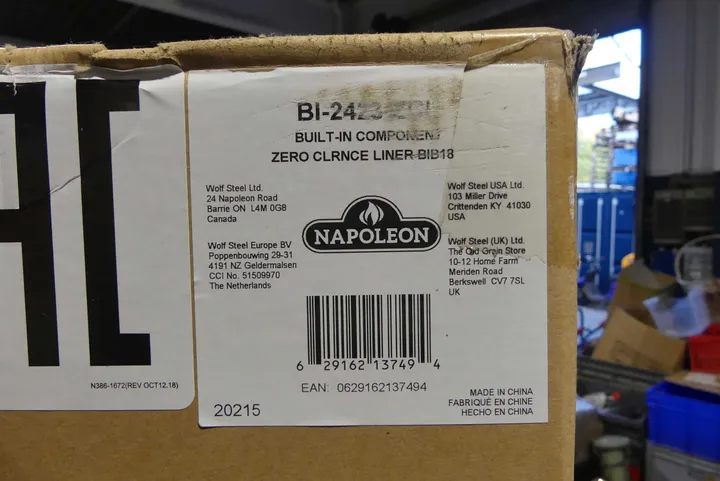 BUILT-IN COMPONENT
ZERO CLRNCE LINER BIB18
Wolf Steel Ltd.
24 Napoleon Road
Barrie ON L4M 0G8
Canada
Wolf Steel USA Ltd.
103 Miller Drive
Crittenden KY 41030
USA
NAPOLEON
Wolf Steel Europe BV
Poppenbouwing 29-31
4191 NZ Geldermalsen
CCI No. 51509970
The Netherlands
Wolf Steel (UK) Ltd.
The Old Grain Store
10-12 Home Farm
Meriden Road
Berkswell CV7 7SL
UK
6 29162 13749 4
EAN: 0629162137494
20215
MADE IN CHINA
FABRIQUE EN CHINE
HECHO EN CHINA
N386-1672(REV OCT12.18)